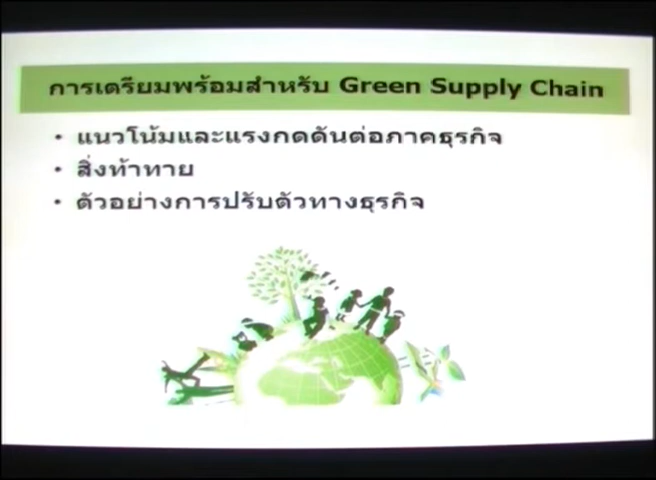 การเตรียมพร้อมสำหรับ Green Supply Chain
• แนวโน้มและแรงกดดันต่อภาคธุรกิจ
• สิ่งท้าทาย
• ตัวอย่างการปรับตัวทางธุรกิจ